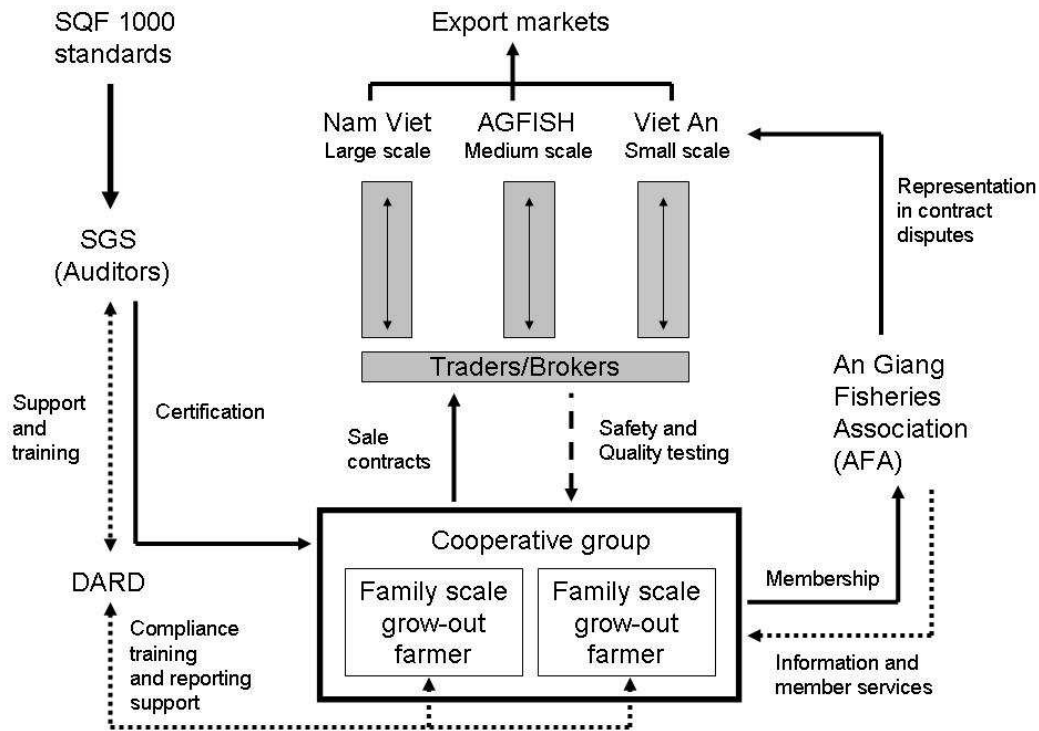 SQF 1000
standards
Export markets
Nam Viet
Large scale
AGFISH
Medium scale
Viet An
Small scale
Representation
in contract
disputes
SGS
(Auditors)
Traders/Brokers
An Giang
Fisheries
Association
(AFA)
Support
and
training
Certification
Sale
contracts
Safety and
Quality testing
Cooperative group
Family scale
grow-out
farmer
Family scale
grow-out
farmer
Membership
DARD
Compliance
training
and reporting
support
Information and
member services